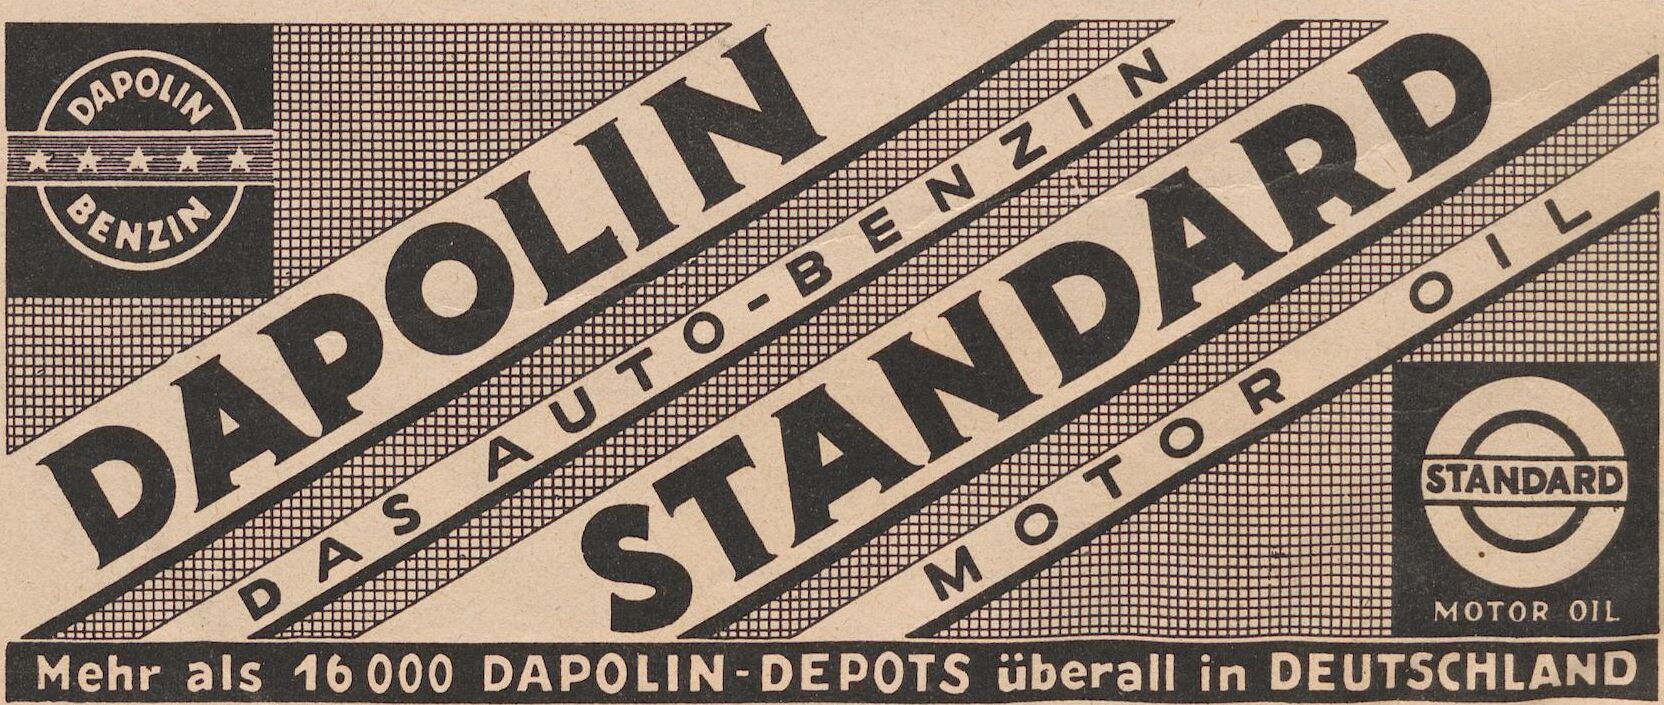 DAPOLIN
BENZIN
DAPOLIN
DAS AUTO-BENZIN
STANDARD
MOTOR OIL
STANDARD
MOTOR OIL
Mehr als 16000 DAPOLIN-DEPOTS überall in DEUTSCHLAND